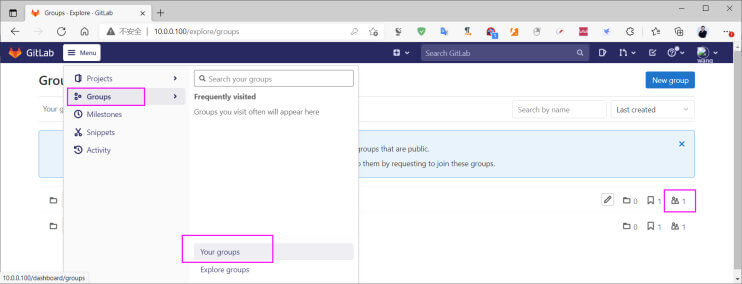 Groups · Explore · GitLab
不安全 | 10.0.0.100/explore/groups
GitLab
Menu
Search GitLab
Projects
Search your groups
New group
Groups
Frequently visited
Milestones
Groups you visit often will appear here
Search by name
Last created
Snippets
Activity
groups that are public.
them by requesting to join these groups.
0 1 1
0 1 1
Your groups
Explore groups
10.0.0.100/dashboard/groups